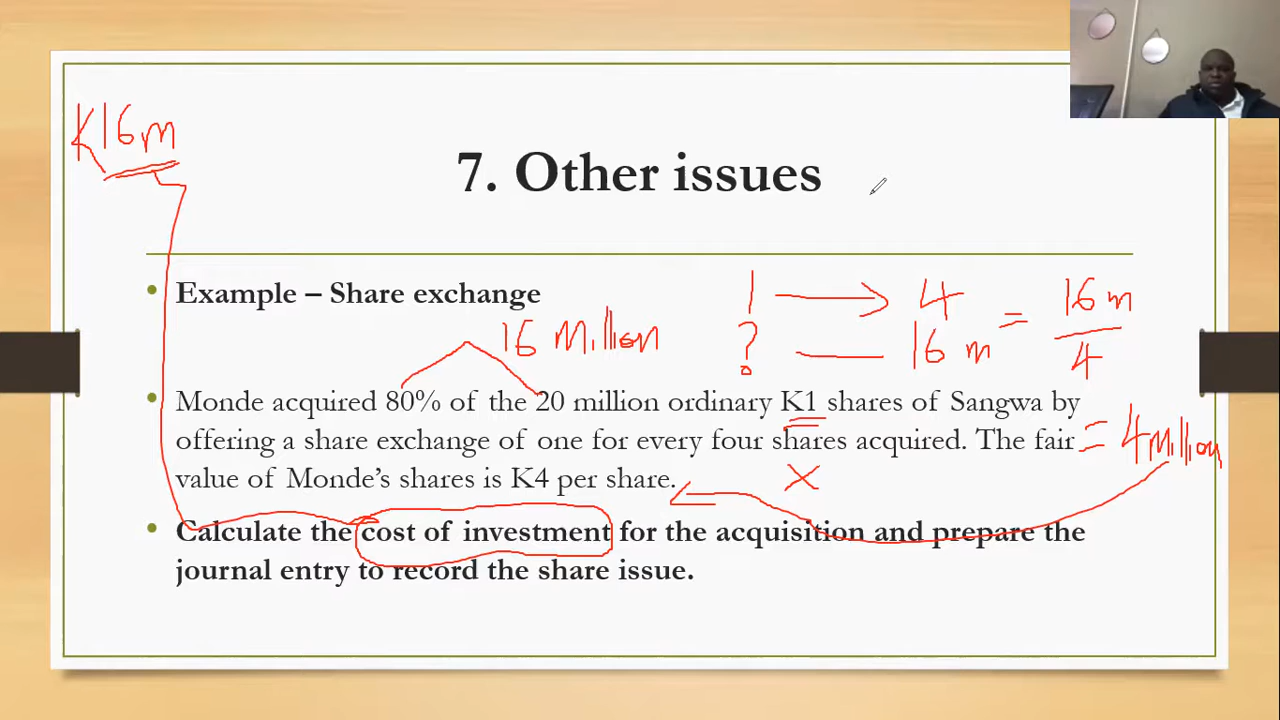 K16m
7. Other issues
Example – Share exchange
1 → 4
16 million
? — 16 m = 16 m / 4
Monde acquired 80% of the 20 million ordinary K1 shares of Sangwa by
offering a share exchange of one for every four shares acquired. The fair
= 4 million
value of Monde's shares is K4 per share.
X
Calculate the cost of investment for the acquisition and prepare the
journal entry to record the share issue.